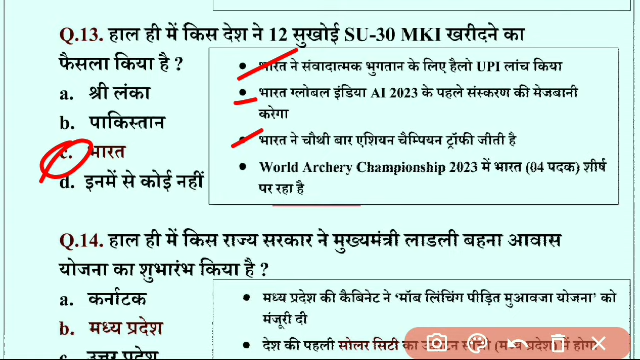 Q.13. हाल ही में किस देश ने 12 सुखोई SU-30 MKI खरीदने का
फैसला किया है ?
a. श्री लंका
b. पाकिस्तान
c. भारत
d. इनमें से कोई नहीं
• भारत ने संवादात्मक भुगतान के लिए हैलो UPI लांच किया
• भारत ग्लोबल इंडिया AI 2023 के पहले संस्करण की मेजबानी
करेगा
• भारत ने चौथी बार एशियन चैम्पियन ट्रॉफी जीती है
• World Archery Championship 2023 में भारत (04 पदक) शीर्ष
पर रहा है
Q.14. हाल ही में किस राज्य सरकार ने मुख्यमंत्री लाडली बहना आवास
योजना का शुभारंभ किया है ?
a. कर्नाटक
b. मध्य प्रदेश
c. उत्तर प्रदेश
• मध्य प्रदेश की कैबिनेट ने ‘मॉब लिंचिंग पीड़ित मुआवजा योजना’ को
मंजूरी दी
• देश की पहली सोलर सिटी का प्रदेश) में